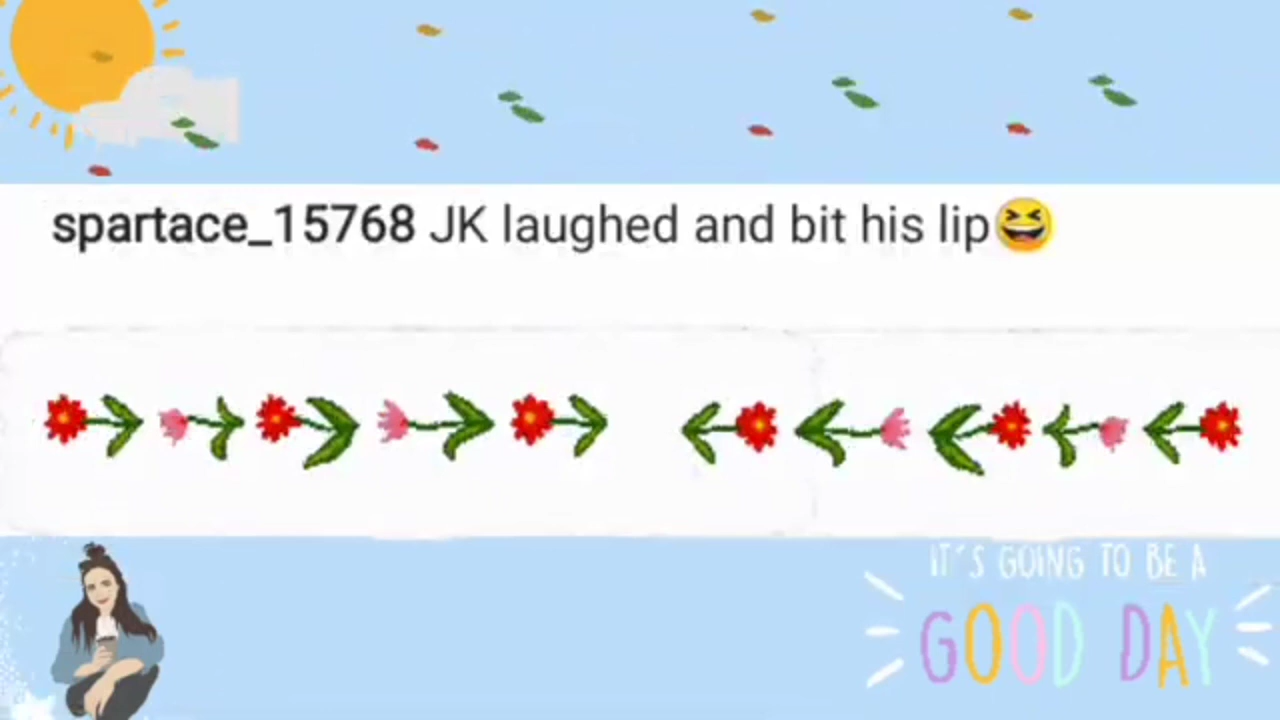 spartace_15768 JK laughed and bit his lip😆
IT'S GOING TO BE A
GOOD DAY